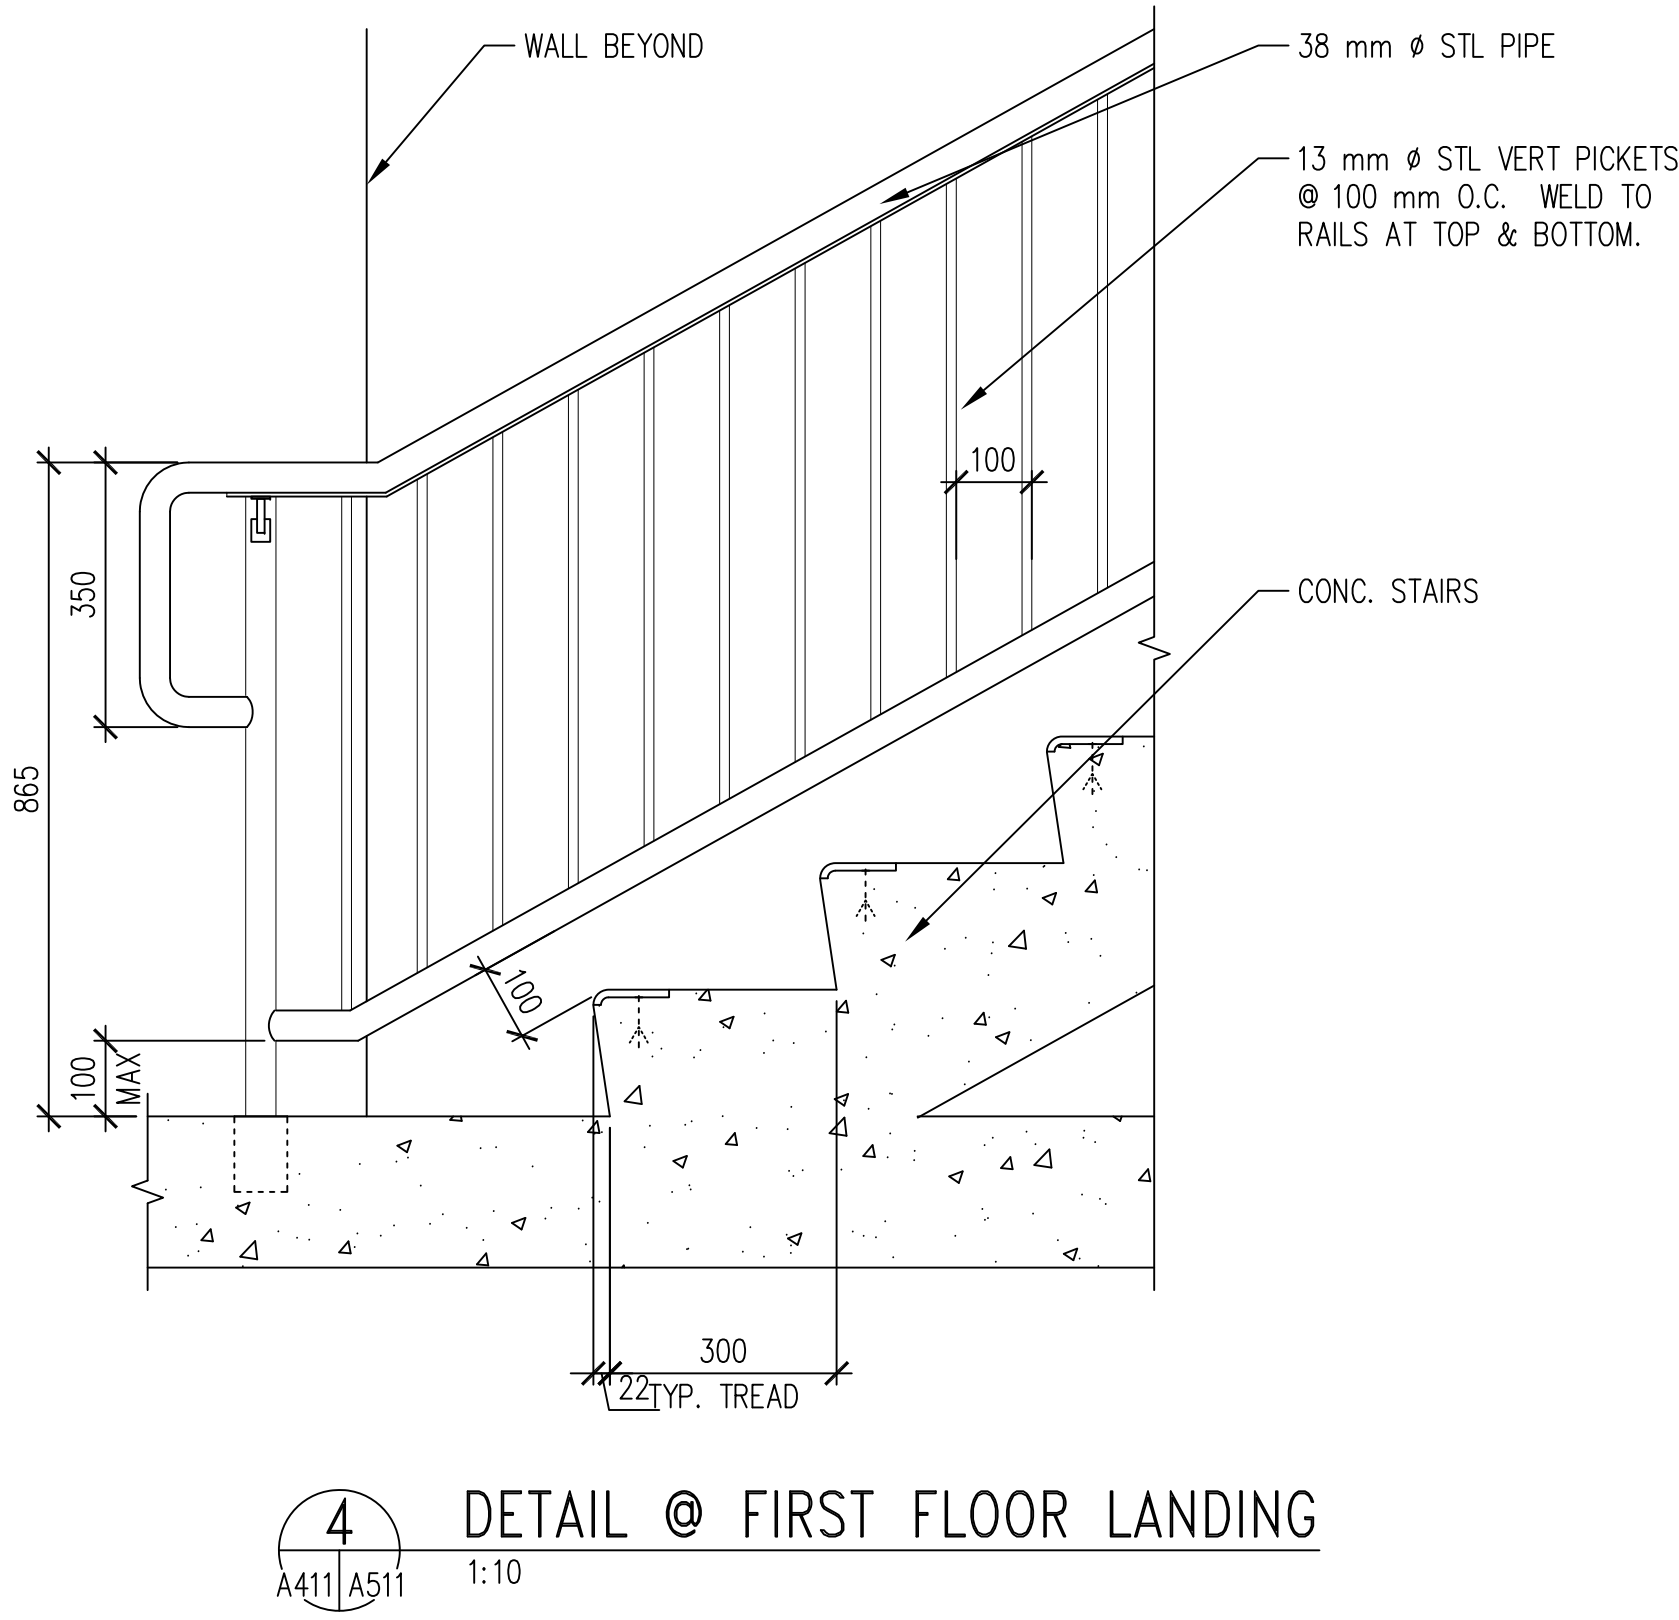 WALL BEYOND
38 mm ø STL PIPE
13 mm ø STL VERT PICKETS
@ 100 mm O.C. WELD TO
RAILS AT TOP & BOTTOM.
100
CONC. STAIRS
350
865
100
100
MAX
300
22
TYP. TREAD
4
A411
A511
DETAIL @ FIRST FLOOR LANDING
1:10